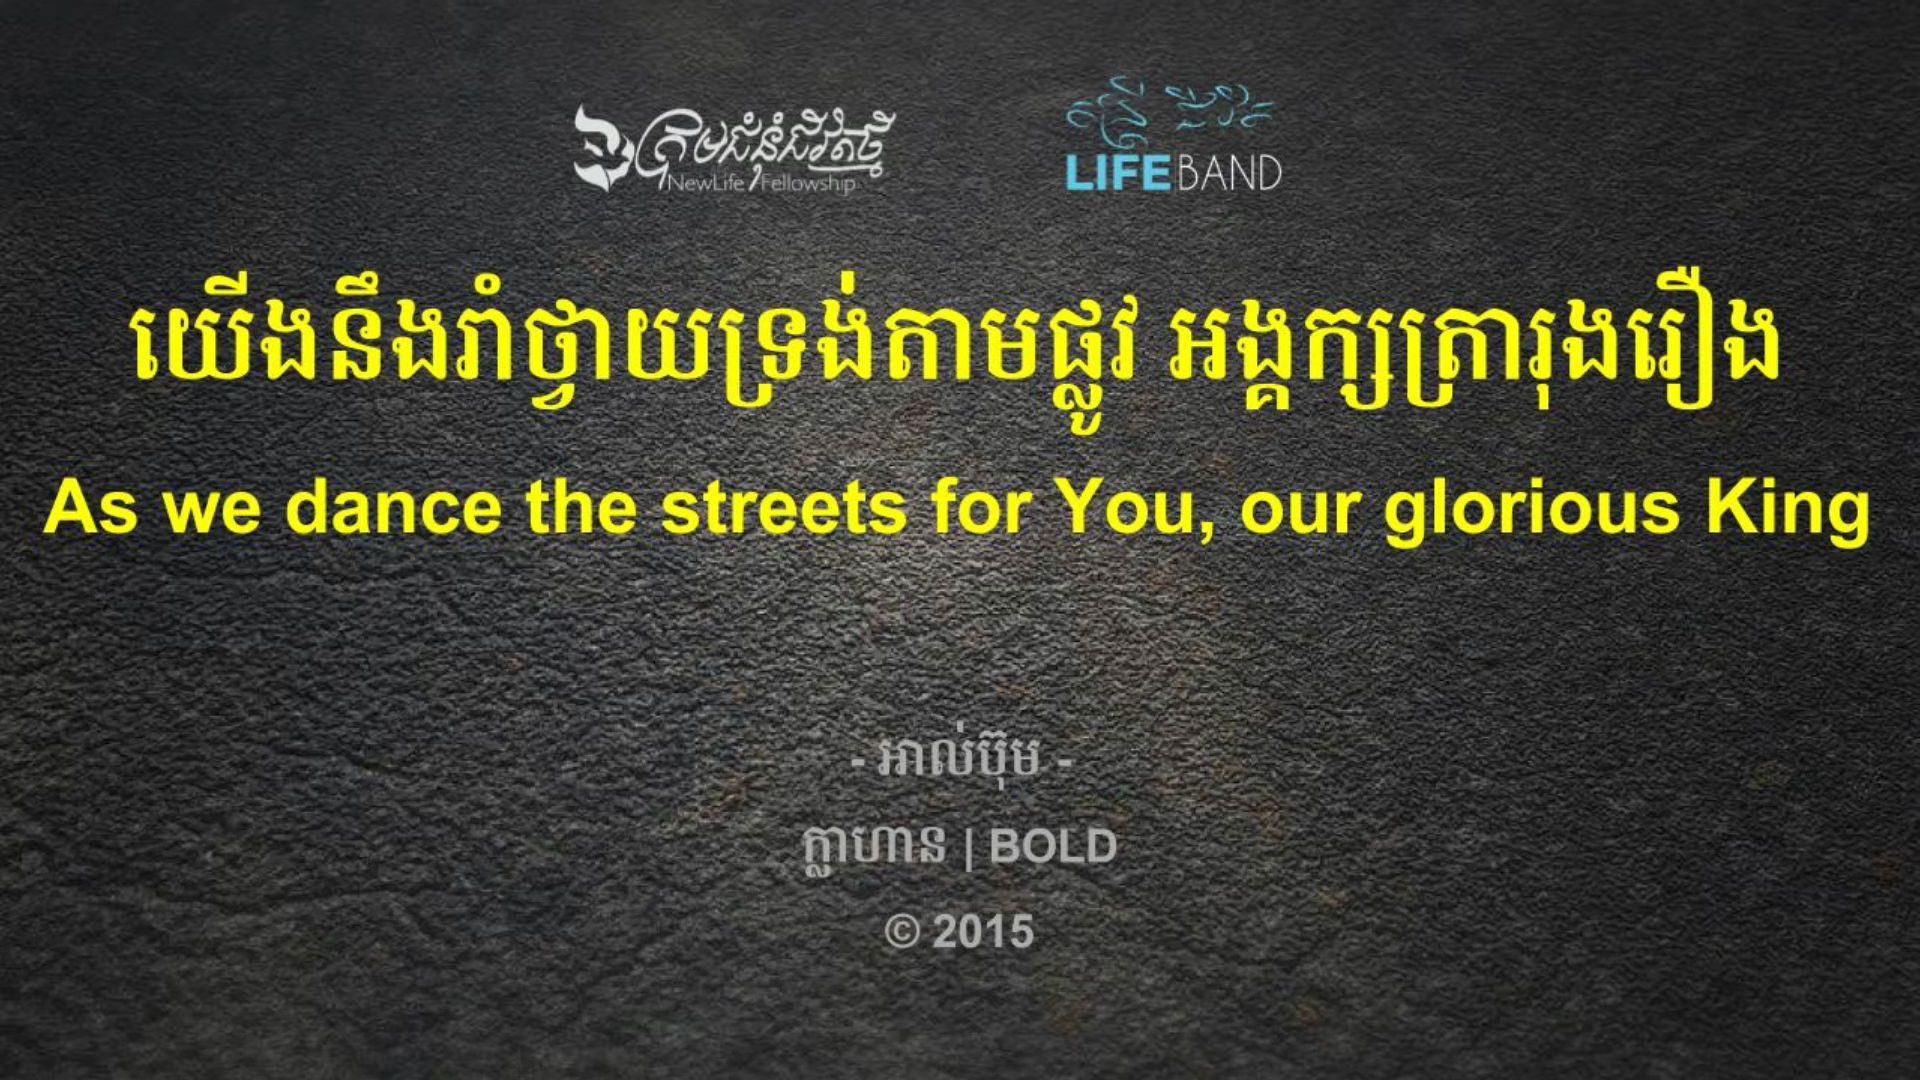 NewLife Fellowship
LIFE BAND
យើងនឹងរាំថ្វាយទ្រង់តាមផ្លូវ អង្គក្សត្រារុងរឿង
As we dance the streets for You, our glorious King
- អាល់ប៊ុម -
ក្លាហាន | BOLD
© 2015